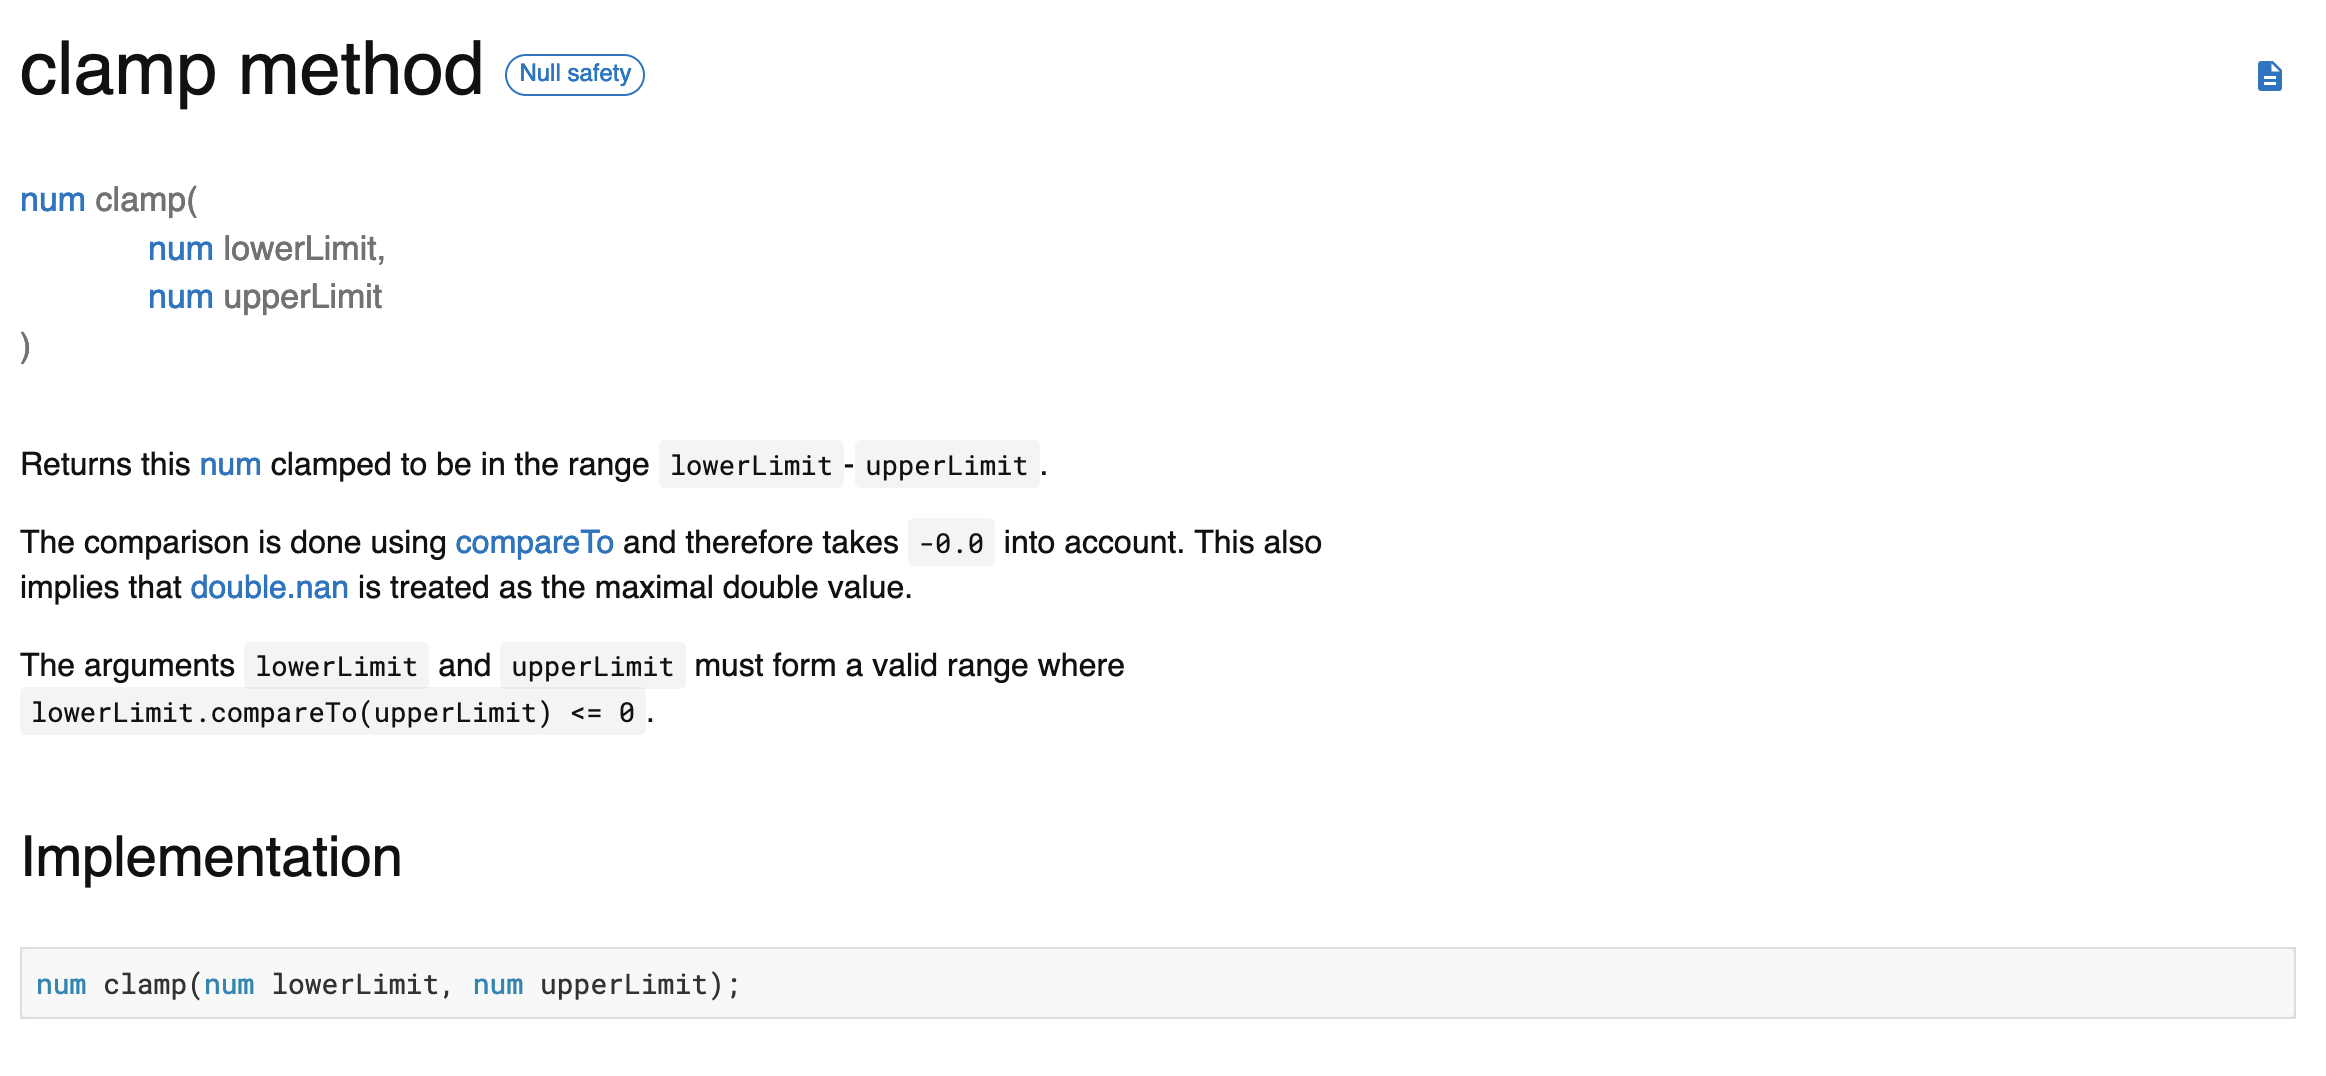 clamp method Null safety
num clamp(
num lowerLimit,
num upperLimit
)
Returns this num clamped to be in the range lowerLimit-upperLimit.
The comparison is done using compareTo and therefore takes -0.0 into account. This also
implies that double.nan is treated as the maximal double value.
The arguments lowerLimit and upperLimit must form a valid range where
lowerLimit.compareTo(upperLimit) <= 0.
Implementation
num clamp(num lowerLimit, num upperLimit);